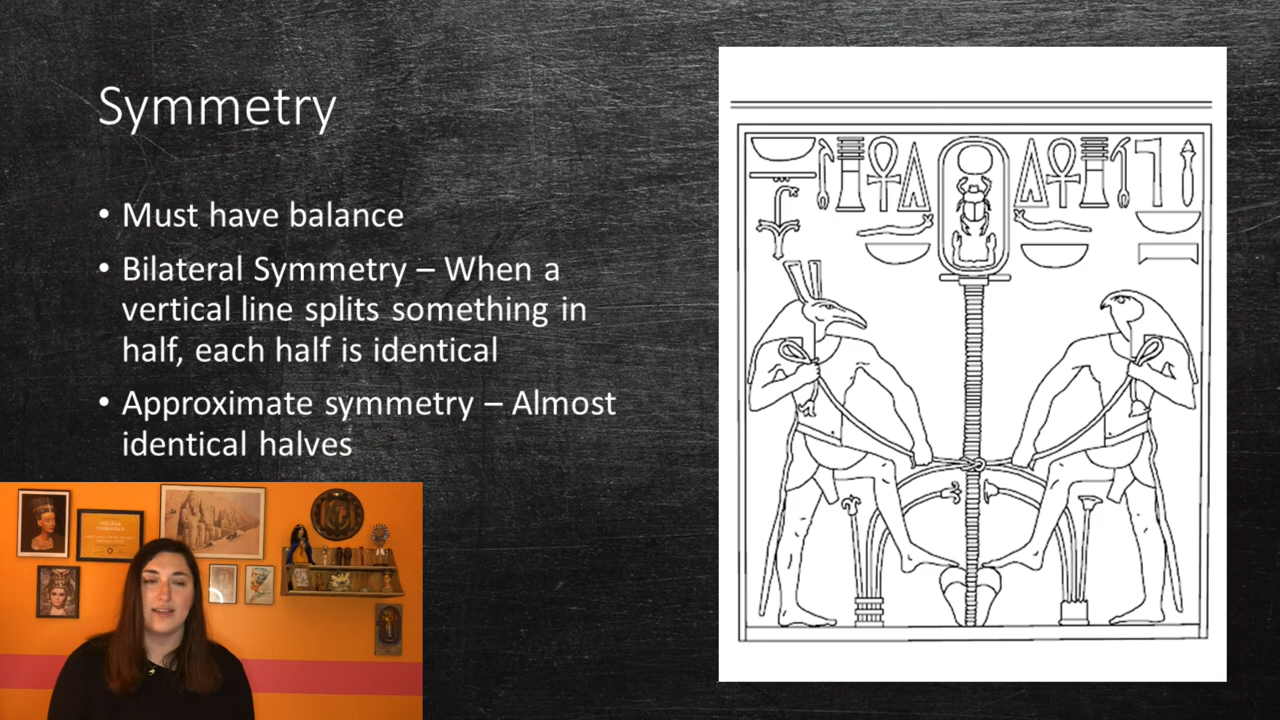 Symmetry
• Must have balance
• Bilateral Symmetry – When a
vertical line splits something in
half, each half is identical
• Approximate symmetry – Almost
identical halves